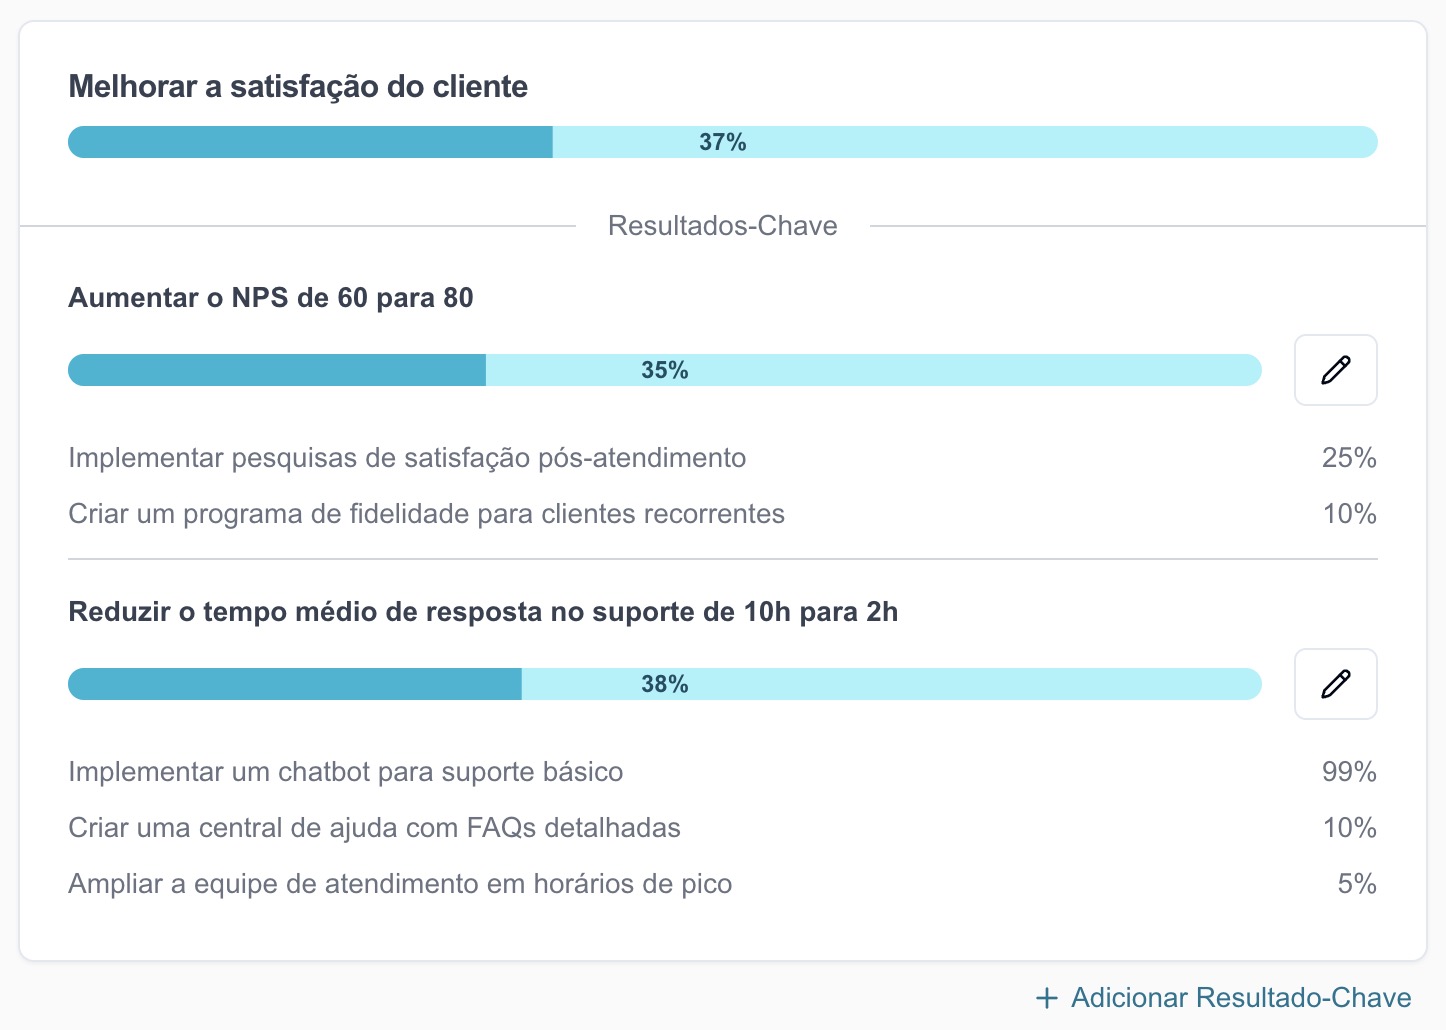 Melhorar a satisfação do cliente
37%
Resultados-Chave
Aumentar o NPS de 60 para 80
35%
Implementar pesquisas de satisfação pós-atendimento 25%
Criar um programa de fidelidade para clientes recorrentes 10%
Reduzir o tempo médio de resposta no suporte de 10h para 2h
38%
Implementar um chatbot para suporte básico 99%
Criar uma central de ajuda com FAQs detalhadas 10%
Ampliar a equipe de atendimento em horários de pico 5%
+ Adicionar Resultado-Chave